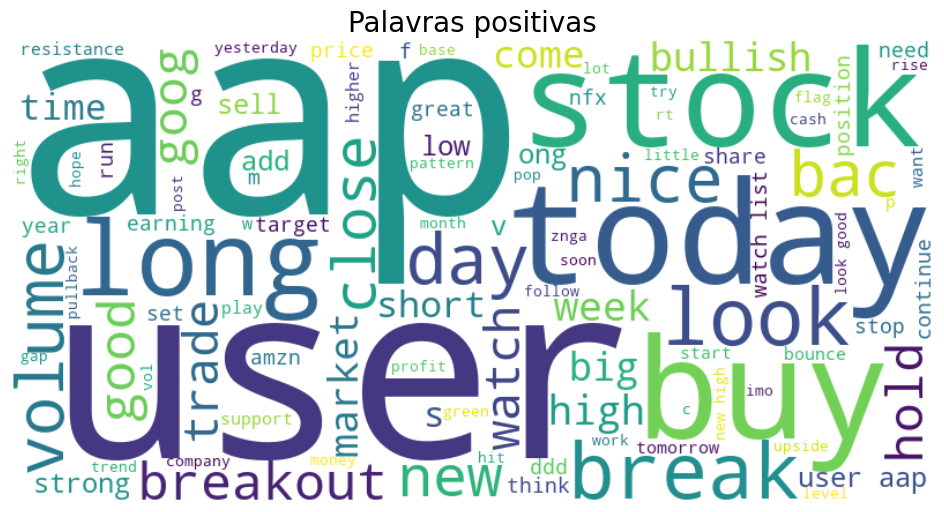 Palavras positivas
resistance
yesterday
price
f
base
come
lot
bullish
need
rise
time
goog
g
sell
higher
great
nfx
try
rt
flag
cash
position
aap
stock
right
hope
run
add
m
low
pattern
ong
pop
little
share
bac
want
p
post
close
nice
year
earning
w
target
month
v
znga
soon
watch list
look good
continue
long
day
today
volume
pullback
good
set
play
short
follow
week
look
stop
trade
gap
vol
amzn
market
profit
watch
big
start
bounce
hold
user
buy
support
s
green
high
c
new high
imo
work
tomorrow
upside
trend
company
money
hit
ddd
strong
breakout
new
think
break
user aap
level